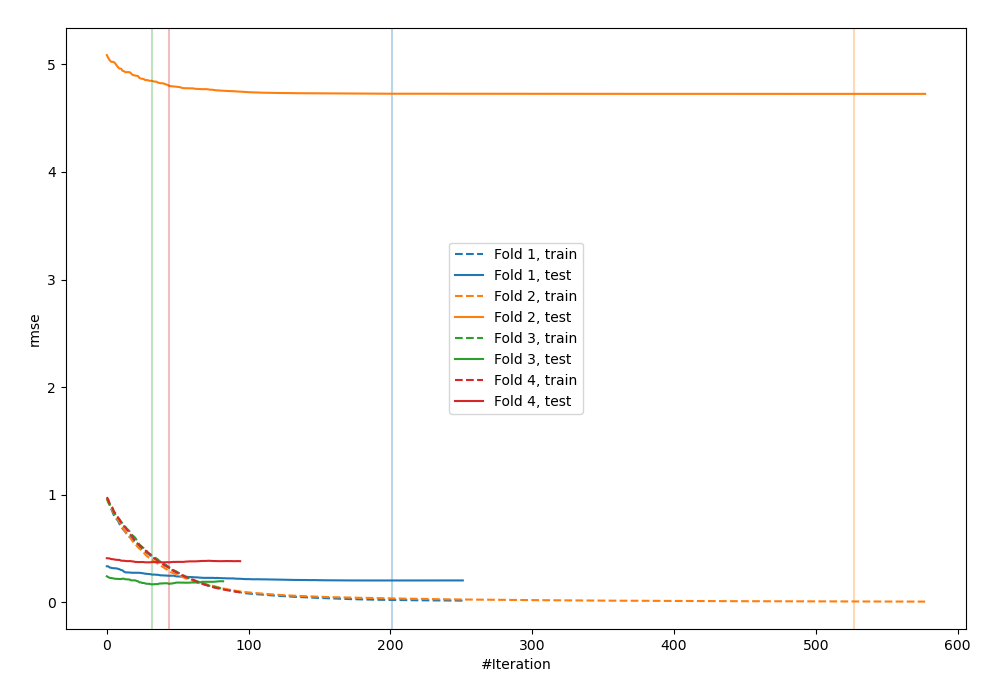 5
4
3
2
1
0
rmse
Fold 1, train
Fold 1, test
Fold 2, train
Fold 2, test
Fold 3, train
Fold 3, test
Fold 4, train
Fold 4, test
0 100 200 300 400 500 600
#Iteration